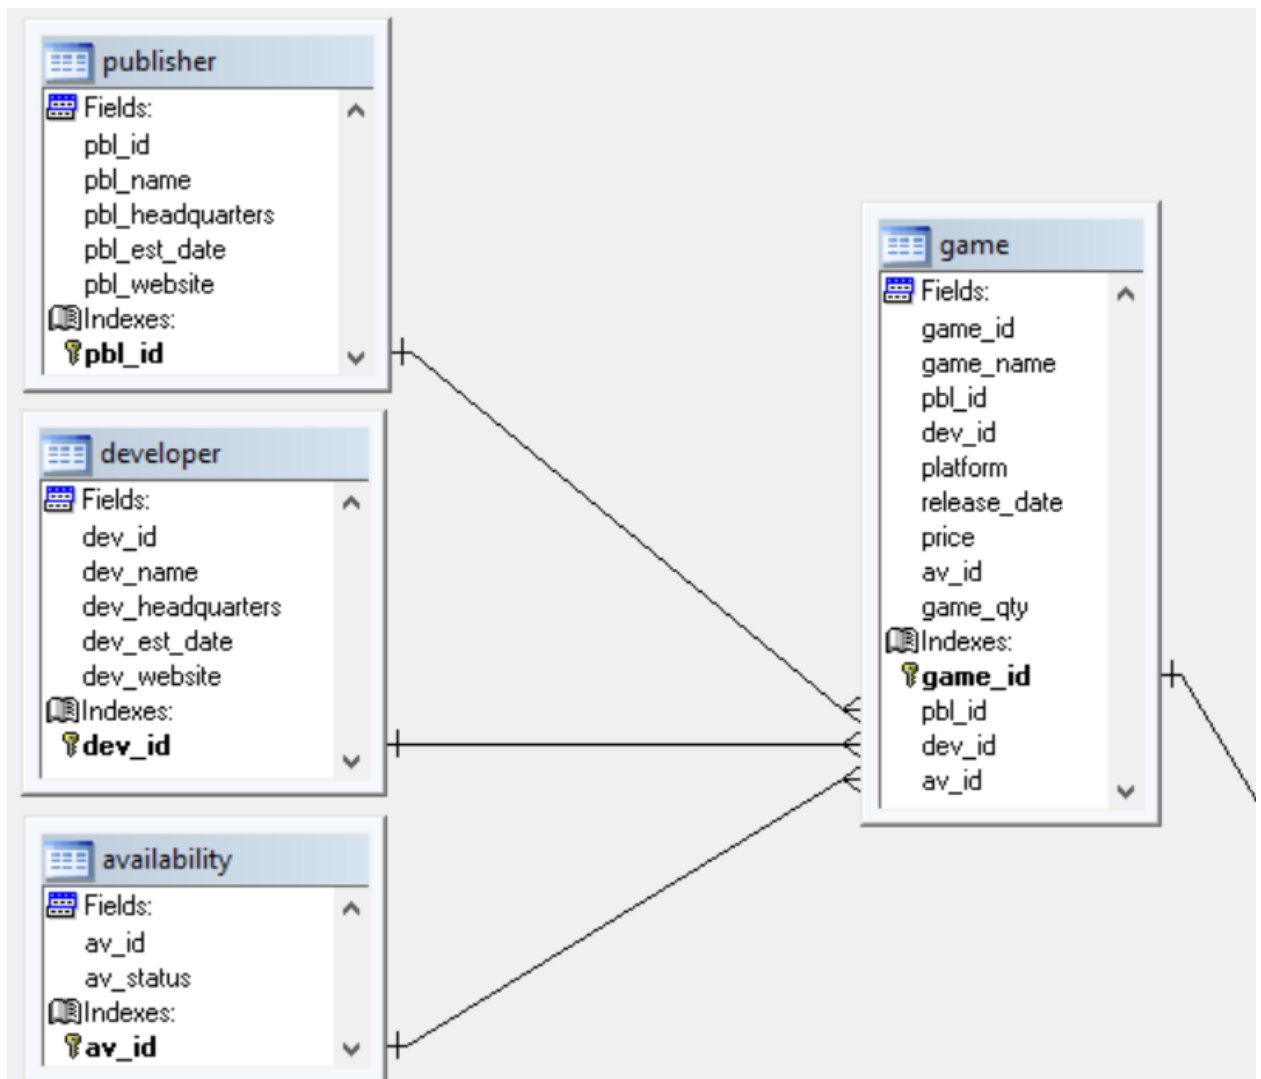 publisher
Fields:
pbl_id
pbl_name
pbl_headquarters
pbl_est_date
pbl_website
Indexes:
pbl_id
developer
Fields:
dev_id
dev_name
dev_headquarters
dev_est_date
dev_website
Indexes:
dev_id
availability
Fields:
av_id
av_status
Indexes:
av_id
game
Fields:
game_id
game_name
pbl_id
dev_id
platform
release_date
price
av_id
game_qty
Indexes:
game_id
pbl_id
dev_id
av_id